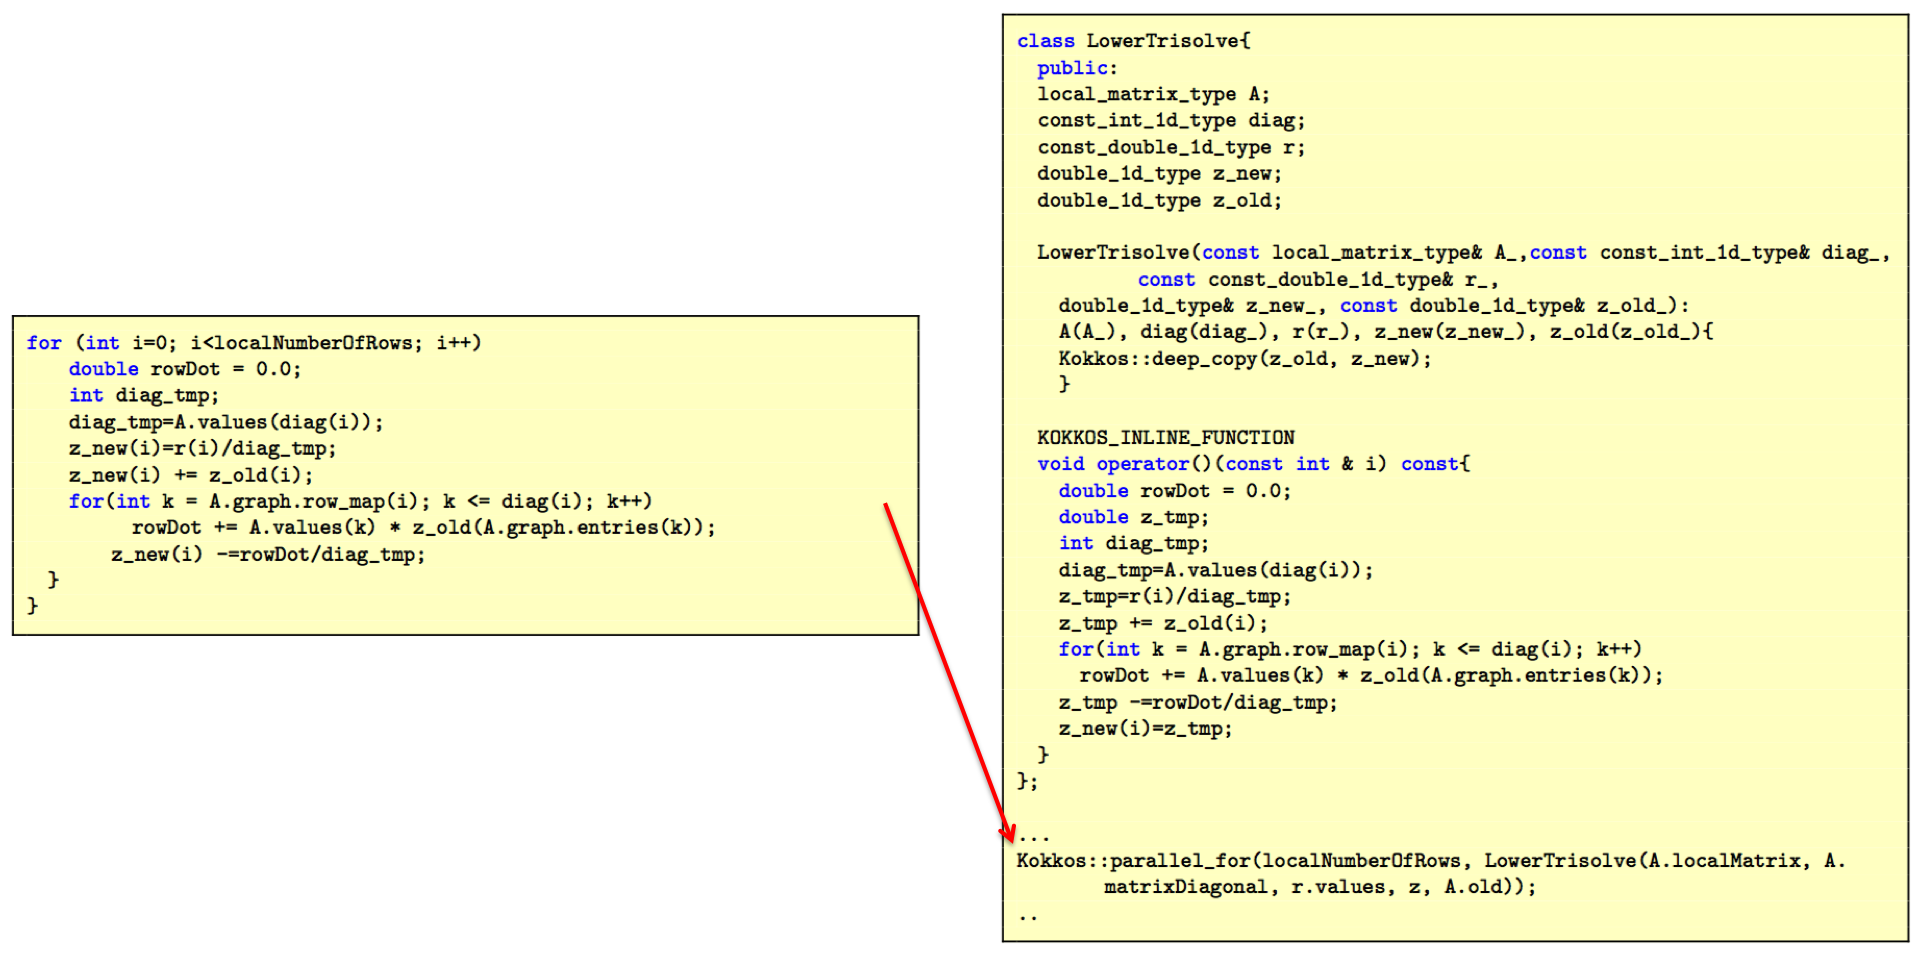 for (int i=0; i<localNumberOfRows; i++)
double rowDot = 0.0;
int diag_tmp;
diag_tmp=A.values(diag(i));
z_new(i)=r(i)/diag_tmp;
z_new(i) += z_old(i);
for(int k = A.graph.row_map(i); k <= diag(i); k++)
rowDot += A.values(k) * z_old(A.graph.entries(k));
z_new(i) -=rowDot/diag_tmp;
}
}
class LowerTrisolve{
public:
local_matrix_type A;
const_int_1d_type diag;
const_double_1d_type r;
double_1d_type z_new;
double_1d_type z_old;
LowerTrisolve(const local_matrix_type& A_,const const_int_1d_type& diag_,
const const_double_1d_type& r_,
double_1d_type& z_new_, const double_1d_type& z_old_):
A(A_), diag(diag_), r(r_), z_new(z_new_), z_old(z_old_){
Kokkos::deep_copy(z_old, z_new);
}
KOKKOS_INLINE_FUNCTION
void operator()(const int & i) const{
double rowDot = 0.0;
double z_tmp;
int diag_tmp;
diag_tmp=A.values(diag(i));
z_tmp=r(i)/diag_tmp;
z_tmp += z_old(i);
for(int k = A.graph.row_map(i); k <= diag(i); k++)
rowDot += A.values(k) * z_old(A.graph.entries(k));
z_tmp -=rowDot/diag_tmp;
z_new(i)=z_tmp;
}
};
...
Kokkos::parallel_for(localNumberOfRows, LowerTrisolve(A.localMatrix, A.
matrixDiagonal, r.values, z, A.old));
..